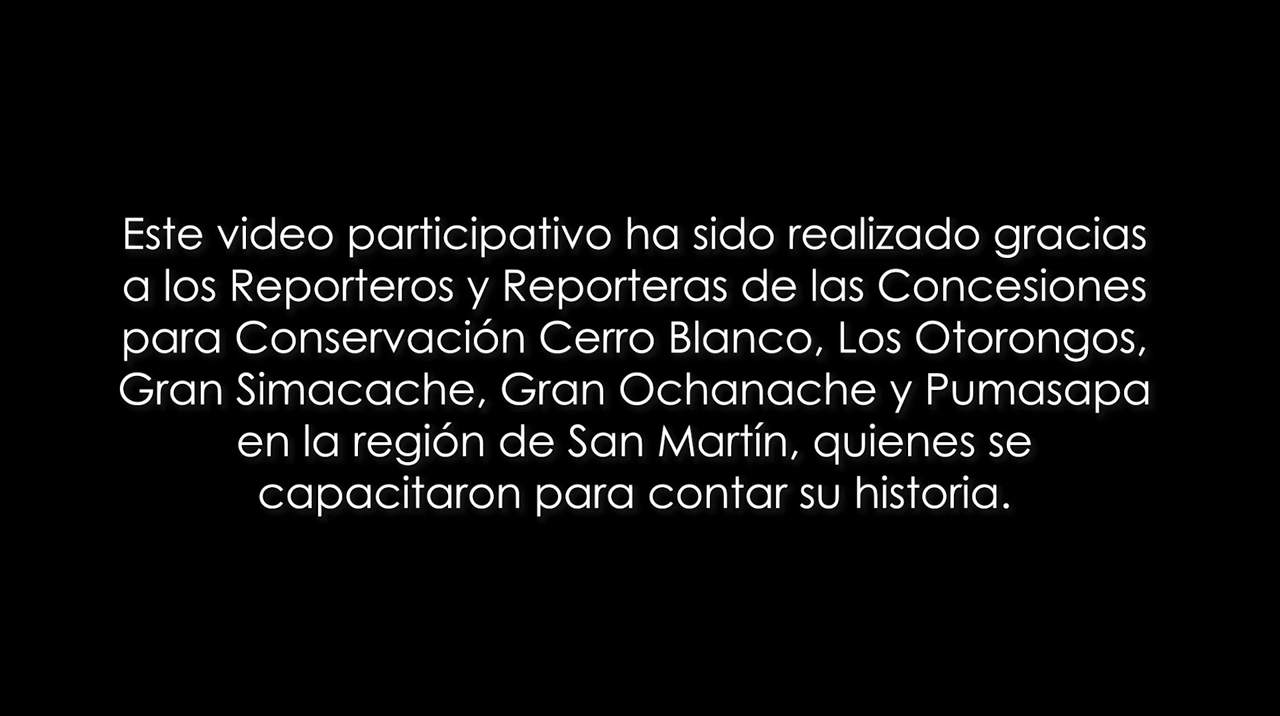 Este video participativo ha sido realizado gracias
a los Reporteros y Reporteras de las Concesiones
para Conservación Cerro Blanco, Los Otorongos,
Gran Simacache, Gran Ochanache y Pumasapa
en la región de San Martín, quienes se
capacitaron para contar su historia.